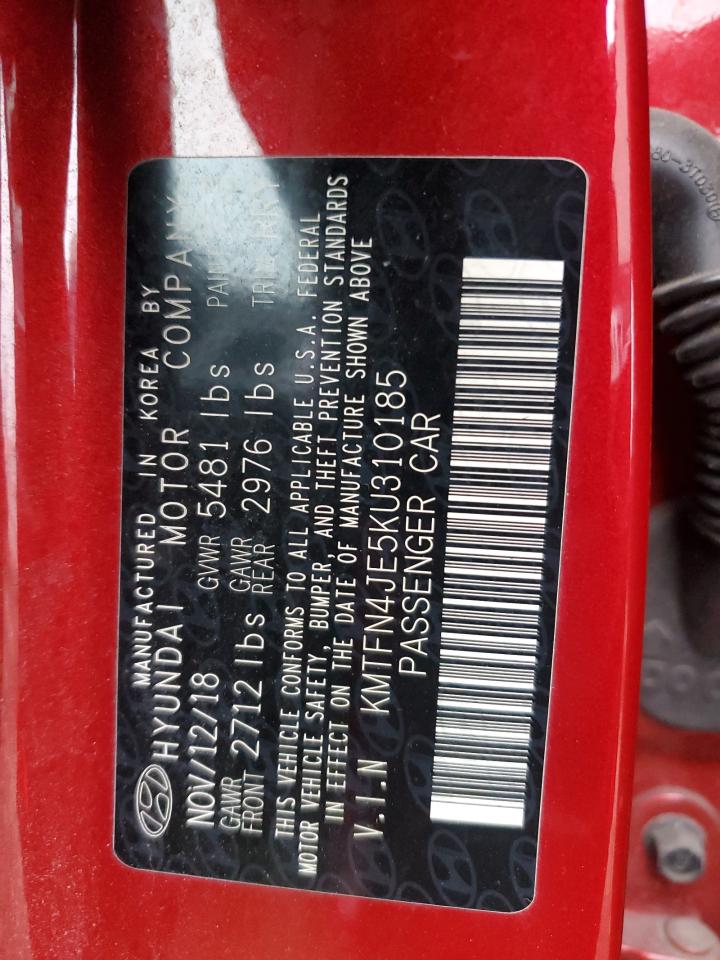 MANUFACTURED IN KOREA BY
HYUNDAI MOTOR COMPANY
NOV/12/18 GVWR 5481 lbs
GAWR FRONT 2712 lbs GAWR REAR 2976 lbs RRY
THIS VEHICLE CONFORMS TO ALL APPLICABLE U.S.A. FEDERAL
MOTOR VEHICLE SAFETY, BUMPER, AND THEFT PREVENTION STANDARDS
IN EFFECT ON THE DATE OF MANUFACTURE SHOWN ABOVE
V.I.N KMTFN4JE5KU310185
PASSENGER CAR